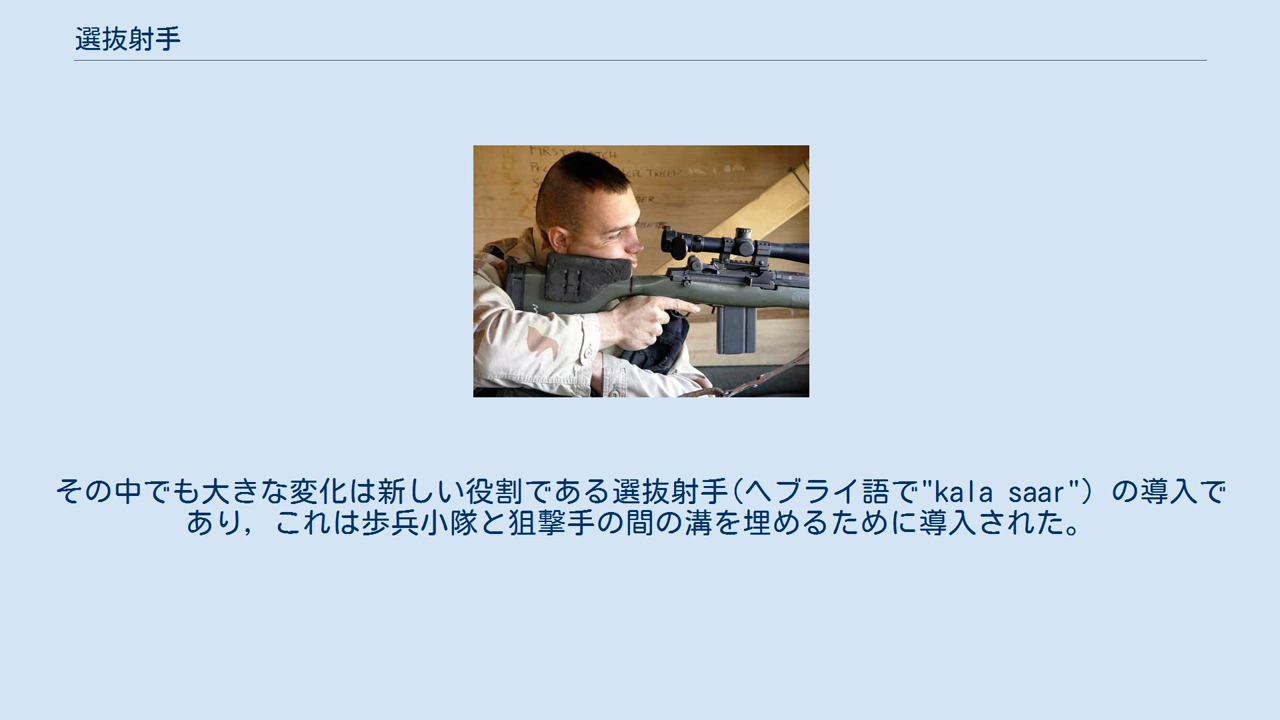 選抜射手
FIRST
その中でも大きな変化は新しい役割である選抜射手(ヘブライ語で"kala saar") の導入で
あり, これは歩兵小隊と狙撃手の間の溝を埋めるために導入された。